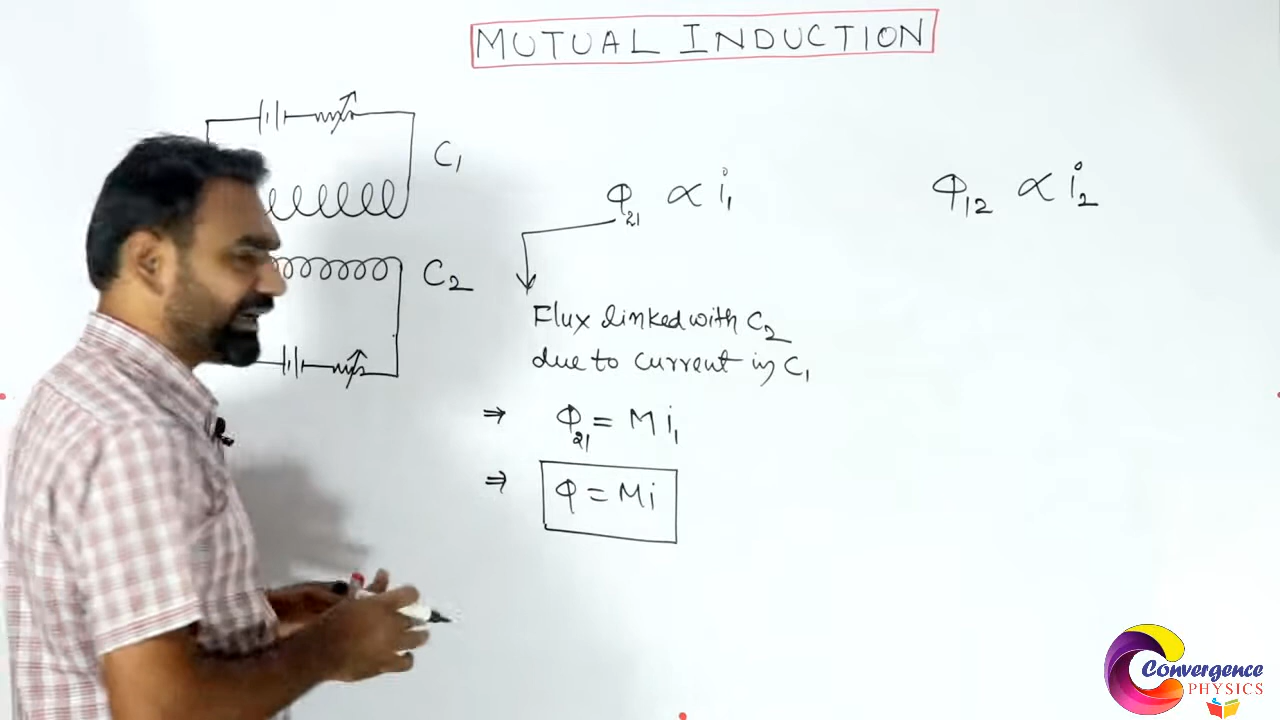 MUTUAL INDUCTION
C₁
C₂
Φ₂₁ ∝ i₁
Φ₁₂ ∝ i₂
Flux linked with C₂
due to current in C₁
⇒ Φ₂₁ = M i₁
⇒ Φ = Mi
Convergence
PHYSICS